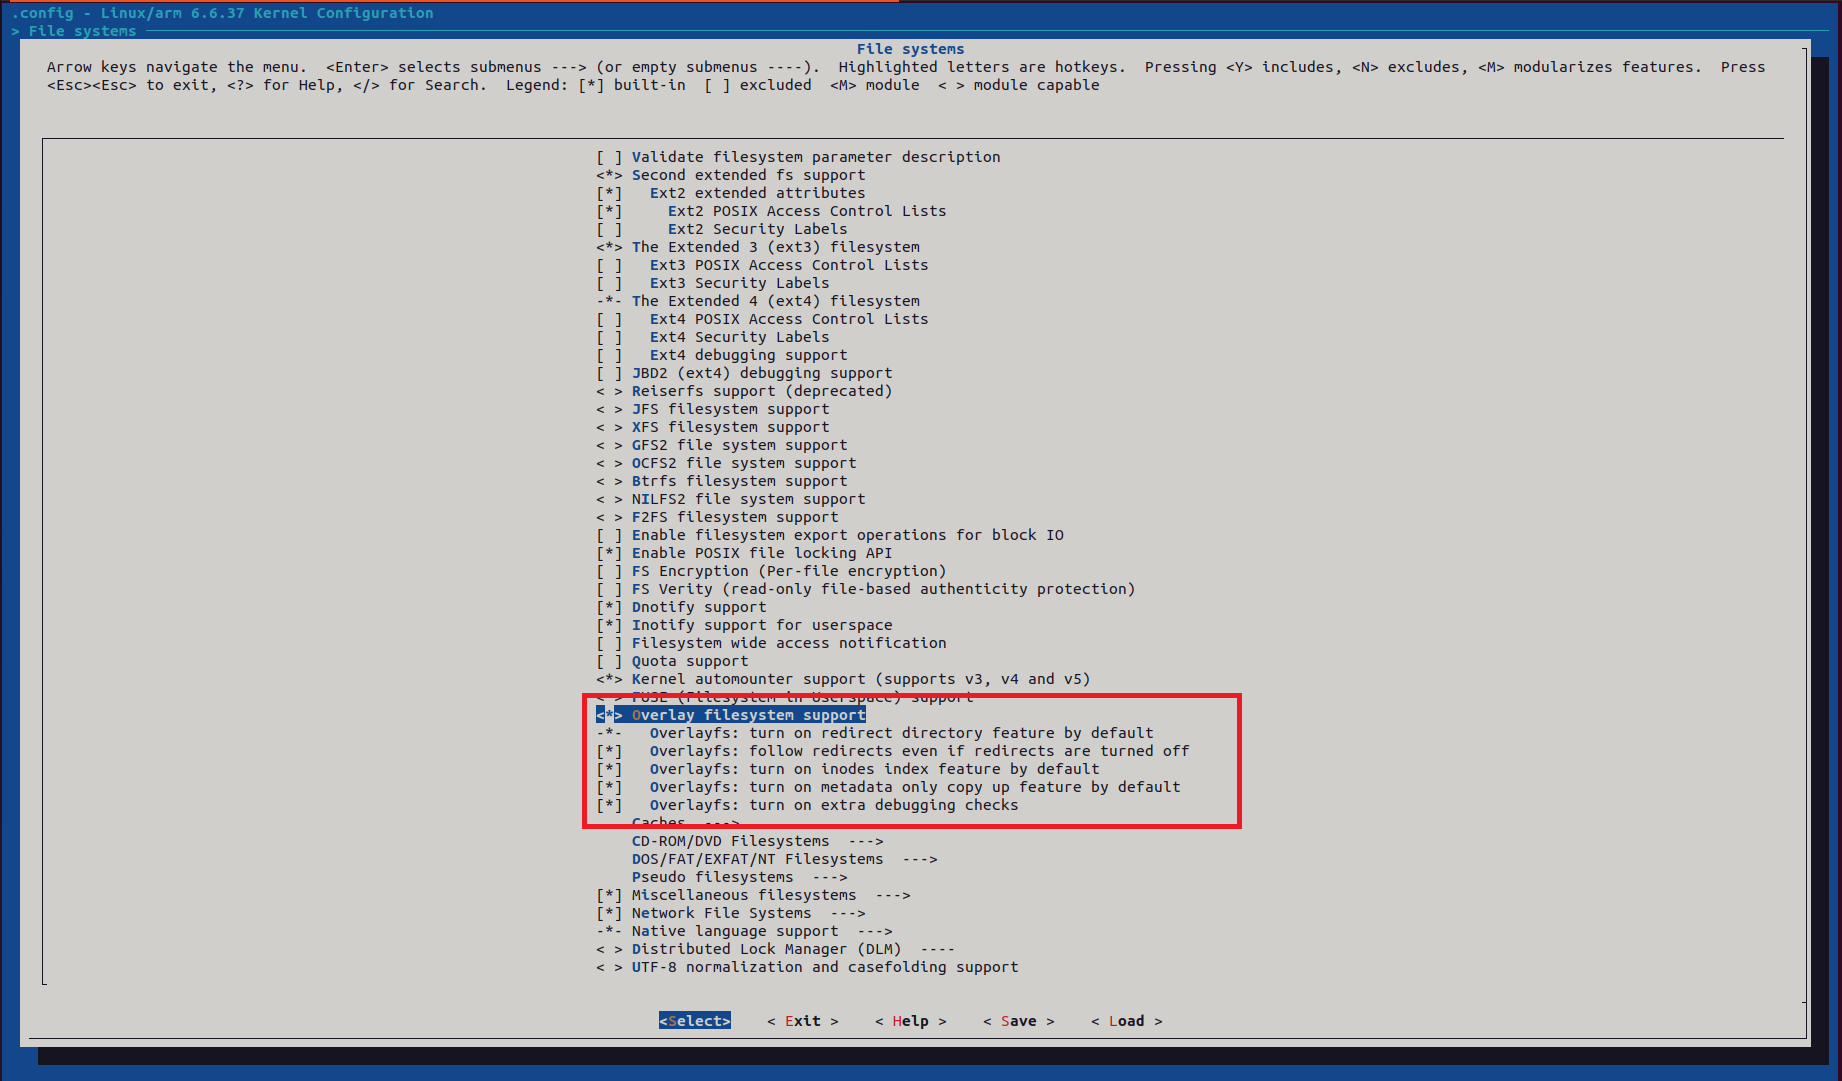 .config - Linux/arm 6.6.37 Kernel Configuration
> File systems
File systems
Arrow keys navigate the menu.  <Enter> selects submenus ---> (or empty submenus ----).  Highlighted letters are hotkeys.  Pressing <Y> includes, <N> excludes, <M> modularizes features.  Press
<Esc><Esc> to exit, <?> for Help, </> for Search.  Legend: [*] built-in  [ ] excluded  <M> module  < > module capable
[ ] Validate filesystem parameter description
<*> Second extended fs support
[*]   Ext2 extended attributes
[*]     Ext2 POSIX Access Control Lists
[ ]     Ext2 Security Labels
<*> The Extended 3 (ext3) filesystem
[ ]   Ext3 POSIX Access Control Lists
[ ]   Ext3 Security Labels
-*- The Extended 4 (ext4) filesystem
[ ]   Ext4 POSIX Access Control Lists
[ ]   Ext4 Security Labels
[ ]   Ext4 debugging support
[ ] JBD2 (ext4) debugging support
< > Reiserfs support (deprecated)
< > JFS filesystem support
< > XFS filesystem support
< > GFS2 file system support
< > OCFS2 file system support
< > Btrfs filesystem support
< > NILFS2 file system support
< > F2FS filesystem support
[ ] Enable filesystem export operations for block IO
[*] Enable POSIX file locking API
[ ] FS Encryption (Per-file encryption)
[ ] FS Verity (read-only file-based authenticity protection)
[*] Dnotify support
[*] Inotify support for userspace
[ ] Filesystem wide access notification
[ ] Quota support
<*> Kernel automounter support (supports v3, v4 and v5)
< > FUSE (Filesystem in Userspace) support
<*> Overlay filesystem support
-*-   Overlayfs: turn on redirect directory feature by default
[*]   Overlayfs: follow redirects even if redirects are turned off
[*]   Overlayfs: turn on inodes index feature by default
[*]   Overlayfs: turn on metadata only copy up feature by default
[*]   Overlayfs: turn on extra debugging checks
Caches  --->
CD-ROM/DVD Filesystems  --->
DOS/FAT/EXFAT/NT Filesystems  --->
Pseudo filesystems  --->
[*] Miscellaneous filesystems  --->
[*] Network File Systems  --->
-*- Native language support  --->
< > Distributed Lock Manager (DLM)  ----
< > UTF-8 normalization and casefolding support
<Select>    < Exit >    < Help >    < Save >    < Load >